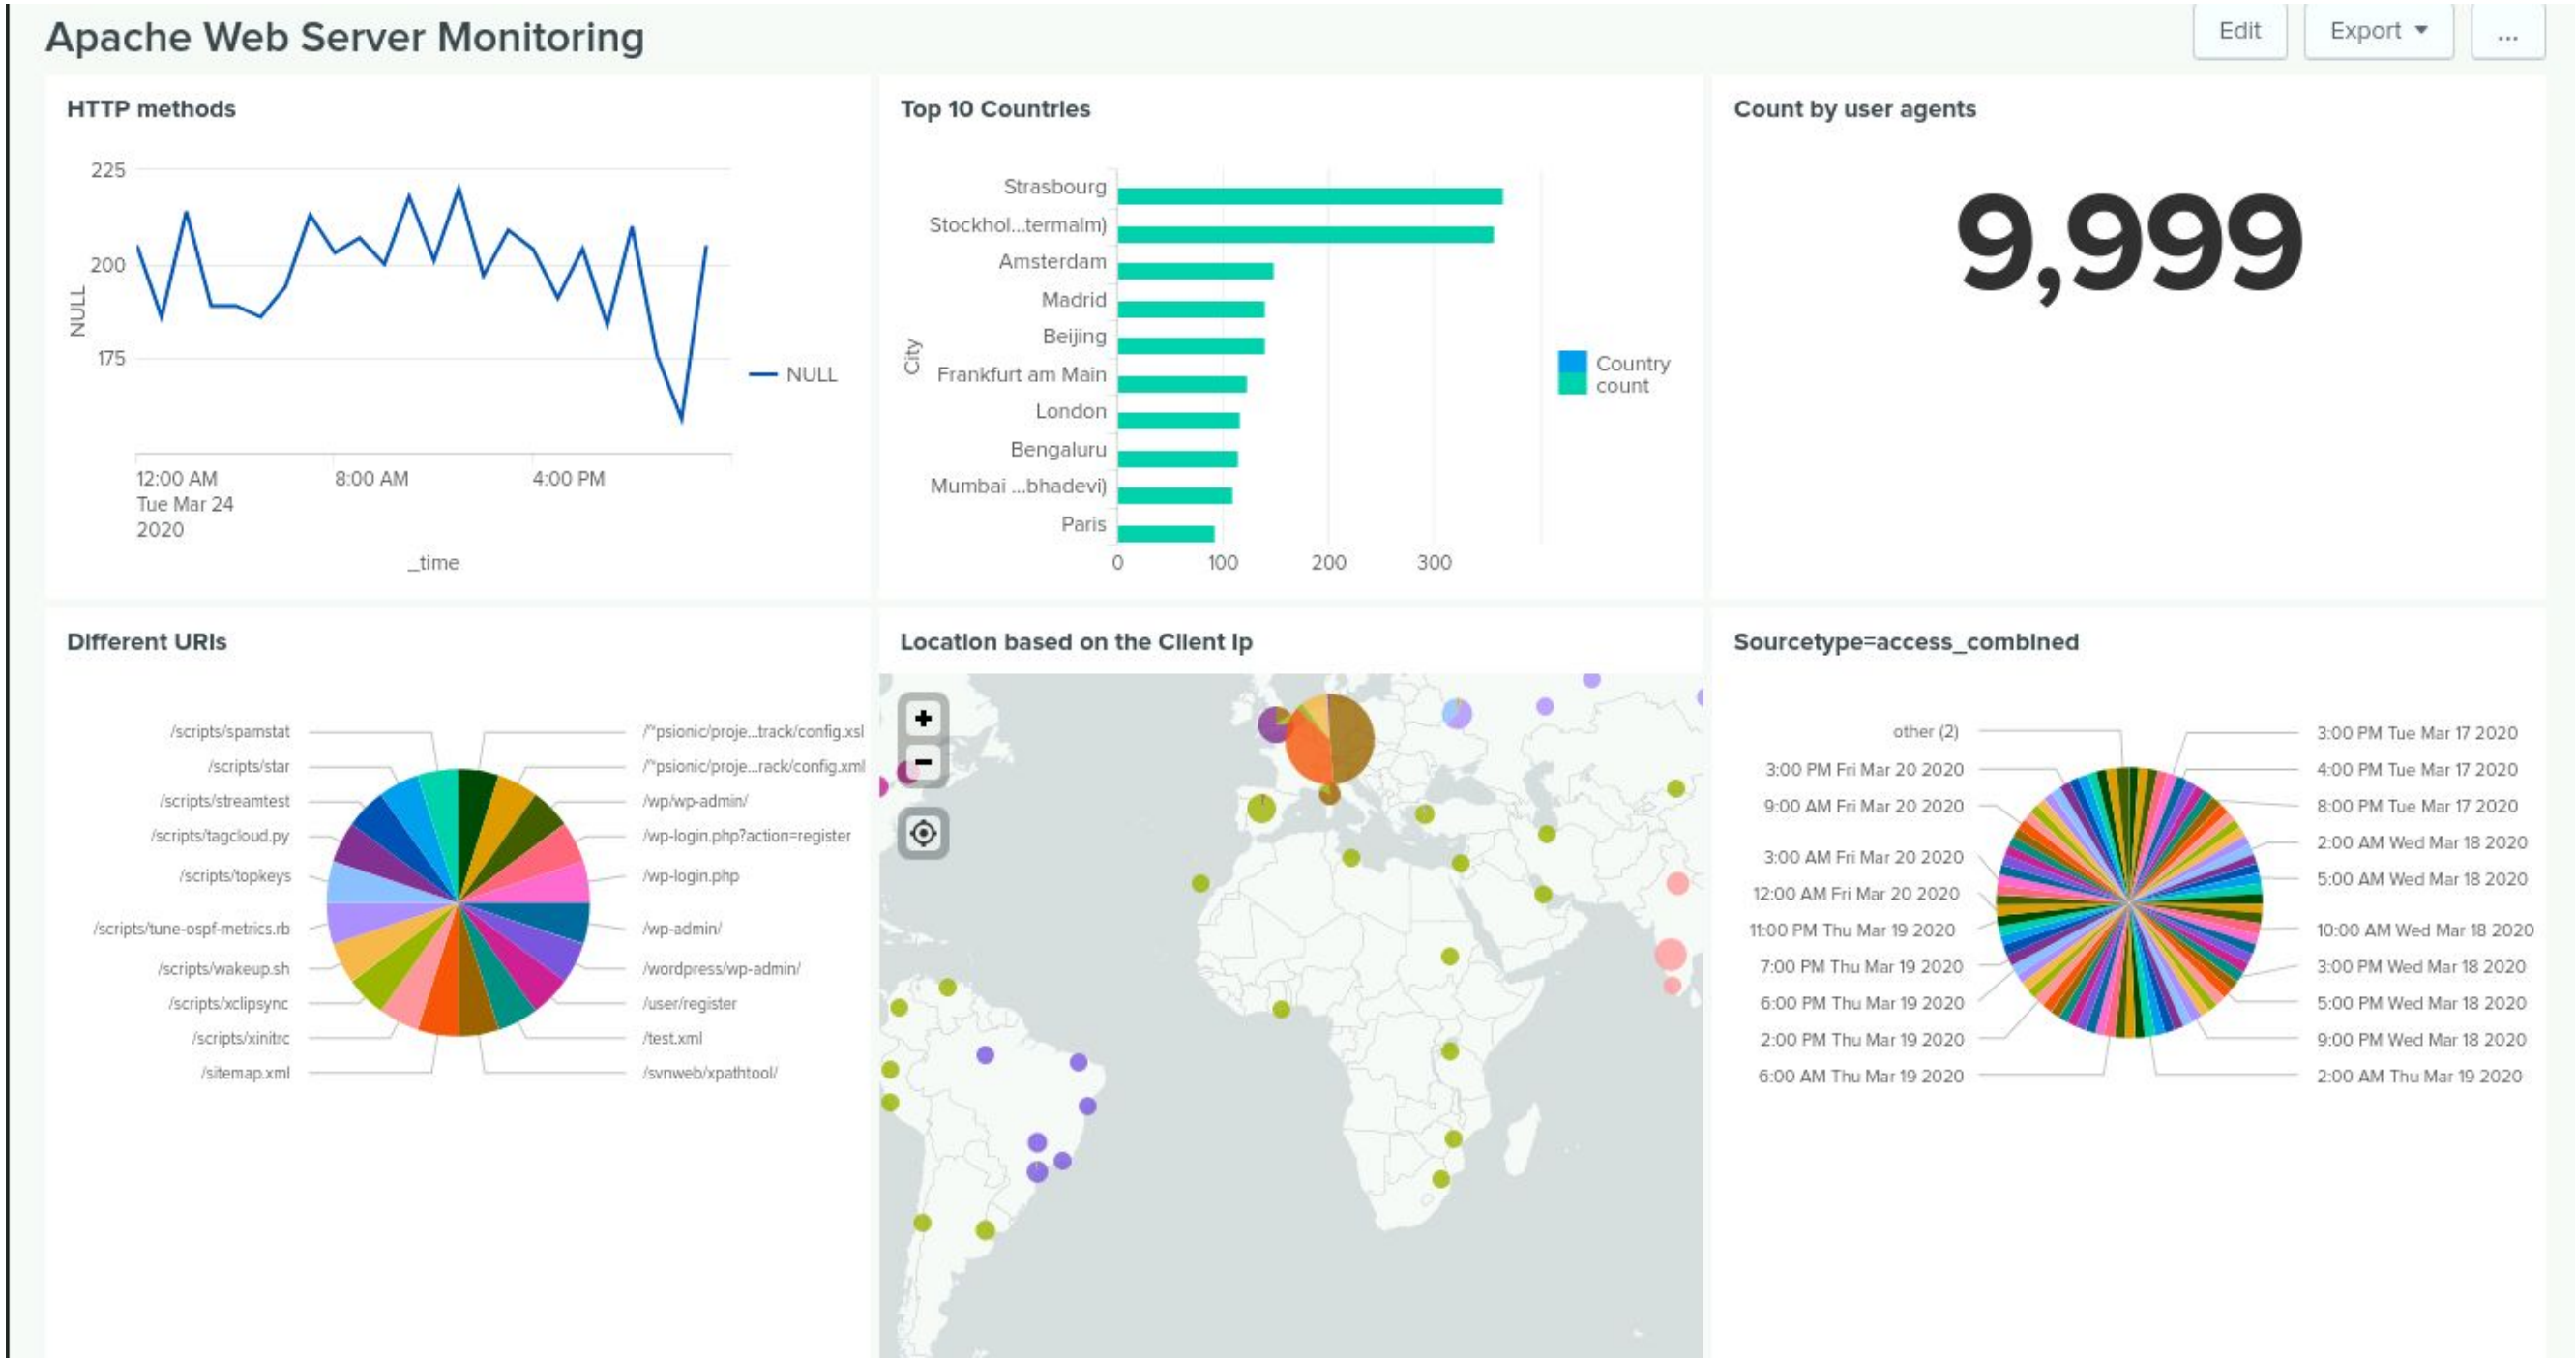 Apache Web Server Monitoring
Edit
Export
...
HTTP methods
225
200
175
NULL
NULL
12:00 AM
Tue Mar 24
2020
8:00 AM
4:00 PM
_time
Top 10 Countries
City
Strasbourg
Stockhol...termalm)
Amsterdam
Madrid
Beijing
Frankfurt am Main
London
Bengaluru
Mumbai ...bhadevi)
Paris
0
100
200
300
Country
count
Count by user agents
9,999
Different URIs
/scripts/spamstat
/scripts/star
/scripts/streamtest
/scripts/tagcloud.py
/scripts/topkeys
/scripts/tune-ospf-metrics.rb
/scripts/wakeup.sh
/scripts/xclipsync
/scripts/xinitrc
/sitemap.xml
/~psionic/proje...track/config.xsl
/~psionic/proje...rack/config.xml
/wp/wp-admin/
/wp-login.php?action=register
/wp-login.php
/wp-admin/
/wordpress/wp-admin/
/user/register
/test.xml
/svnweb/xpathtool/
Location based on the Client Ip
+
-
Sourcetype=access_combined
other (2)
3:00 PM Fri Mar 20 2020
9:00 AM Fri Mar 20 2020
3:00 AM Fri Mar 20 2020
12:00 AM Fri Mar 20 2020
11:00 PM Thu Mar 19 2020
7:00 PM Thu Mar 19 2020
6:00 PM Thu Mar 19 2020
2:00 PM Thu Mar 19 2020
6:00 AM Thu Mar 19 2020
3:00 PM Tue Mar 17 2020
4:00 PM Tue Mar 17 2020
8:00 PM Tue Mar 17 2020
2:00 AM Wed Mar 18 2020
5:00 AM Wed Mar 18 2020
10:00 AM Wed Mar 18 2020
3:00 PM Wed Mar 18 2020
5:00 PM Wed Mar 18 2020
9:00 PM Wed Mar 18 2020
2:00 AM Thu Mar 19 2020